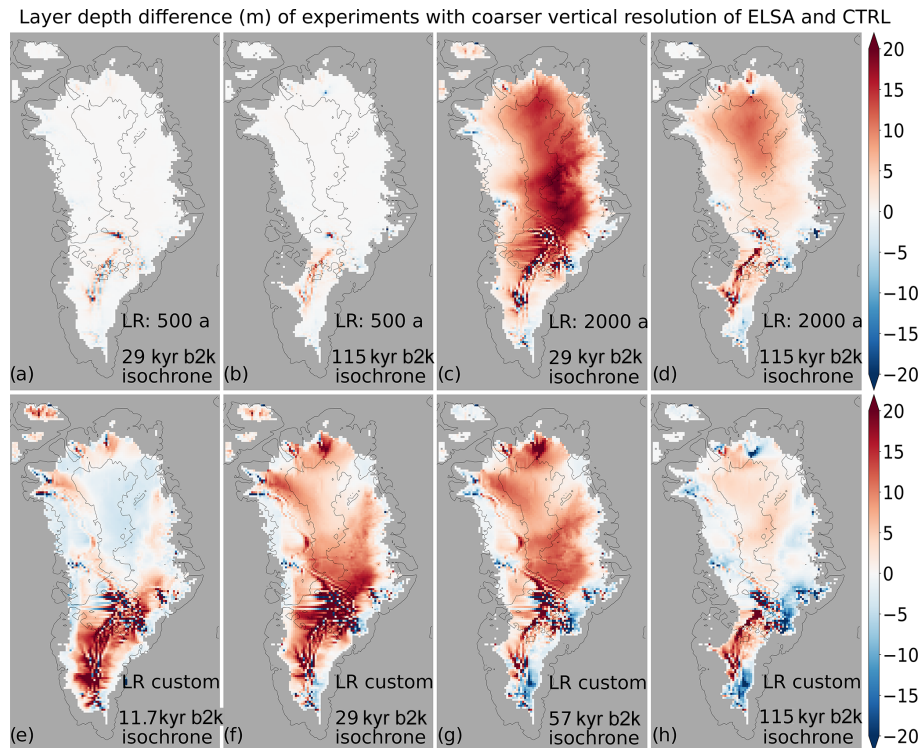 Layer depth difference (m) of experiments with coarser vertical resolution of ELSA and CTRL
LR: 500 a
29 kyr b2k
isochrone
(a)
LR: 500 a
115 kyr b2k
isochrone
(b)
LR: 2000 a
29 kyr b2k
isochrone
(c)
LR: 2000 a
115 kyr b2k
isochrone
(d)
20
15
10
5
0
−5
−10
−15
−20
LR custom
11.7kyr b2k
isochrone
(e)
LR custom
29 kyr b2k
isochrone
(f)
LR custom
57 kyr b2k
isochrone
(g)
LR custom
115 kyr b2k
isochrone
(h)
20
15
10
5
0
−5
−10
−15
−20